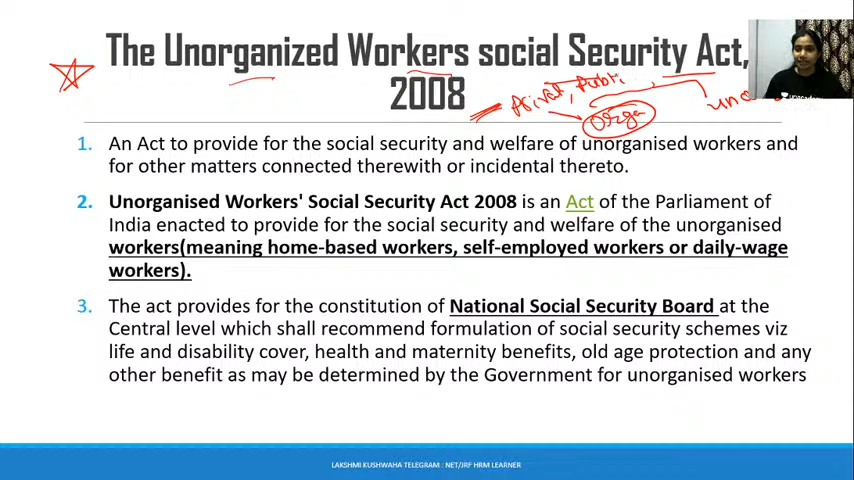 The Unorganized Workers social Security Act,
2008
Privat, Publi
Orga
uno
1. An Act to provide for the social security and welfare of unorganised workers and
for other matters connected therewith or incidental thereto.
2. Unorganised Workers' Social Security Act 2008 is an Act of the Parliament of
India enacted to provide for the social security and welfare of the unorganised
workers(meaning home-based workers, self-employed workers or daily-wage
workers).
3. The act provides for the constitution of National Social Security Board at the
Central level which shall recommend formulation of social security schemes viz
life and disability cover, health and maternity benefits, old age protection and any
other benefit as may be determined by the Government for unorganised workers
LAKSHMI KUSHWAHA TELEGRAM : NET/JRF HRM LEARNER